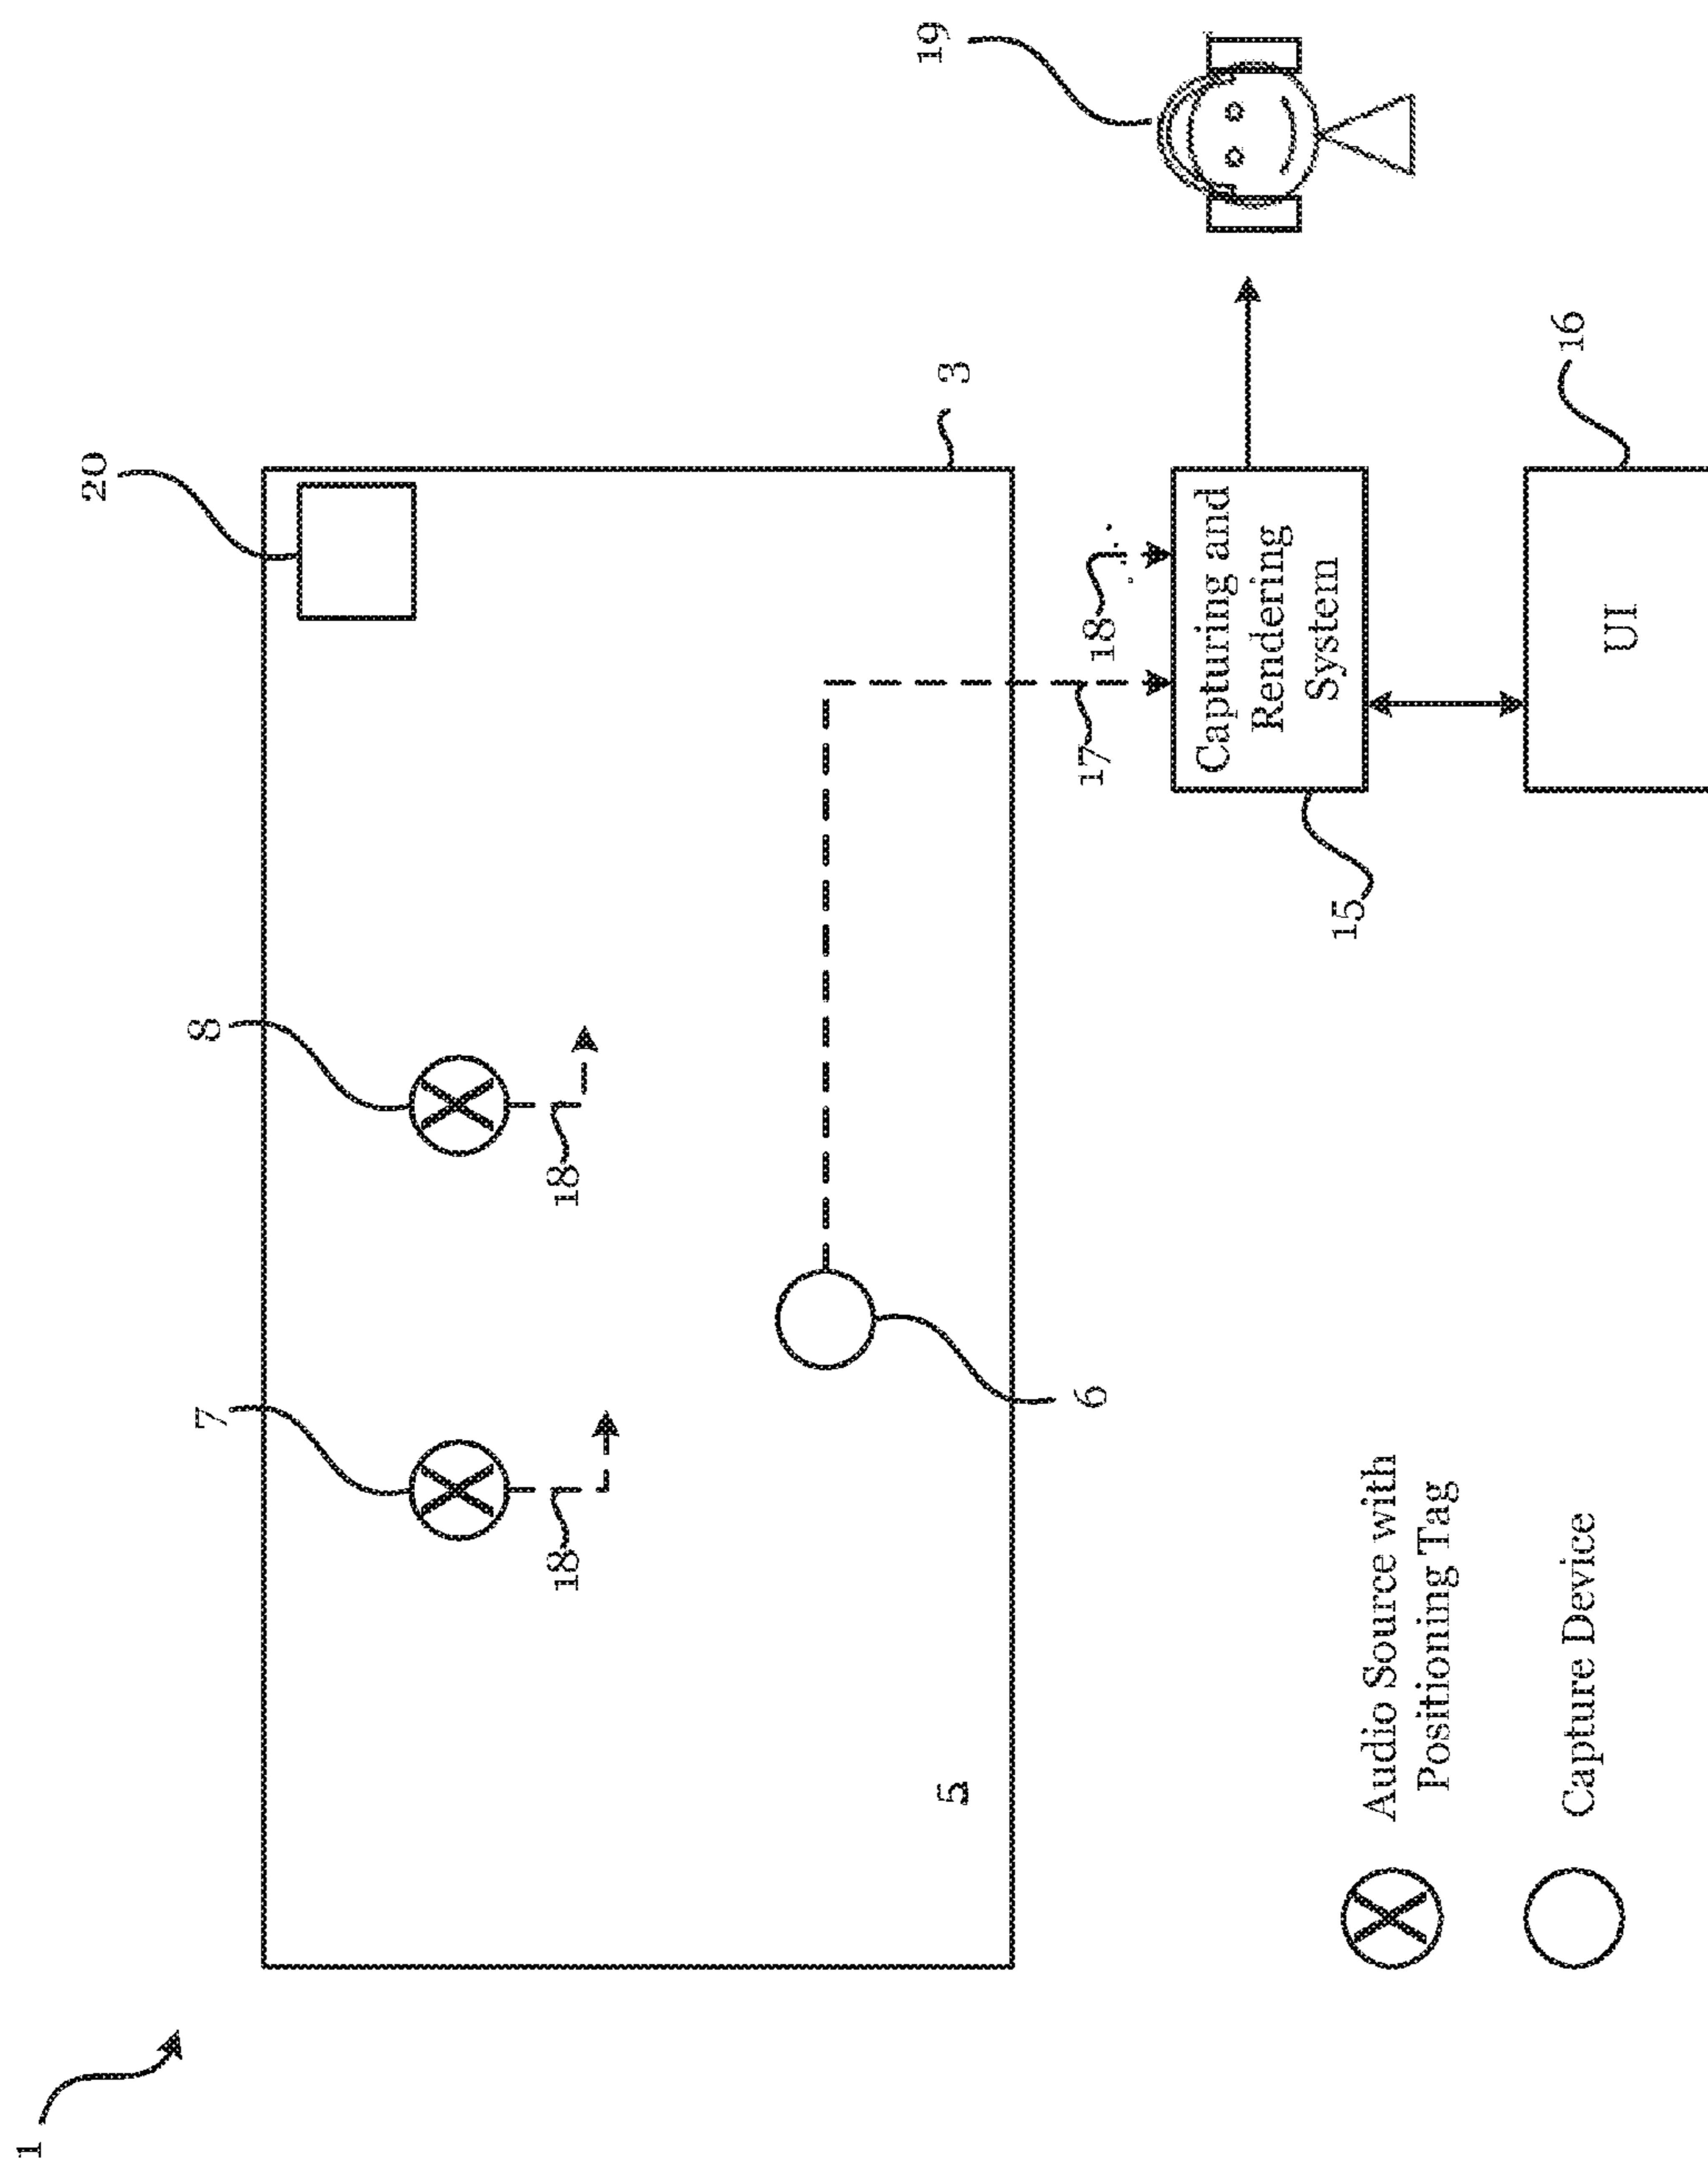 1
7
8
20
18
18
3
5
6
17
18
19
Capturing and
Rendering
System
15
16
UI
Audio Source with
Positioning Tag
Capture Device